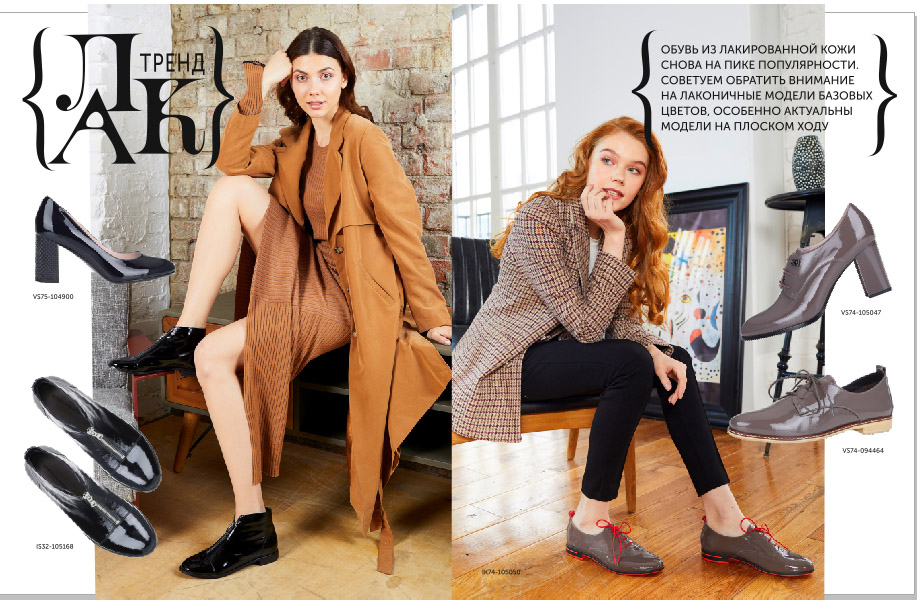 ТРЕНД
ЛАК
ОБУВЬ ИЗ ЛАКИРОВАННОЙ КОЖИ
СНОВА НА ПИКЕ ПОПУЛЯРНОСТИ.
СОВЕТУЕМ ОБРАТИТЬ ВНИМАНИЕ
НА ЛАКОНИЧНЫЕ МОДЕЛИ БАЗОВЫХ
ЦВЕТОВ, ОСОБЕННО АКТУАЛЬНЫ
МОДЕЛИ НА ПЛОСКОМ ХОДУ
VS75-104900
VS74-105047
VS74-094464
IS32-105168
IK74-105050